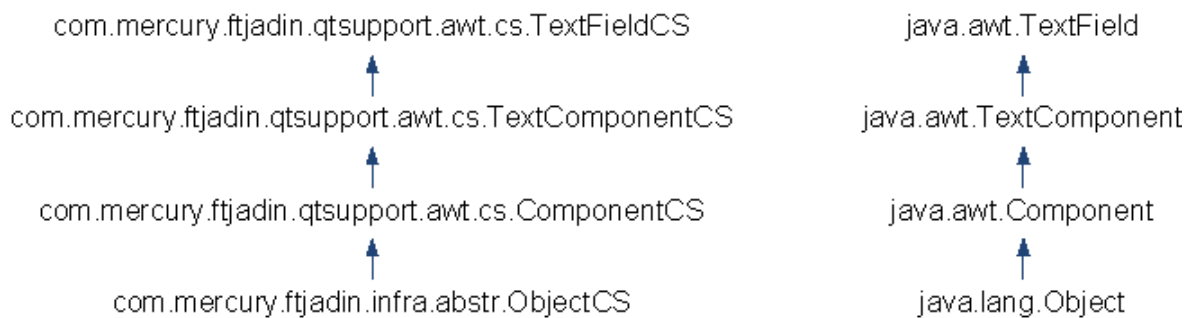 com.mercury.ftjadin.qtsupport.awt.cs.TextFieldCS java.awt.TextField
com.mercury.ftjadin.qtsupport.awt.cs.TextComponentCS java.awt.TextComponent
com.mercury.ftjadin.qtsupport.awt.cs.ComponentCS java.awt.Component
com.mercury.ftjadin.infra.abstr.ObjectCS java.lang.Object